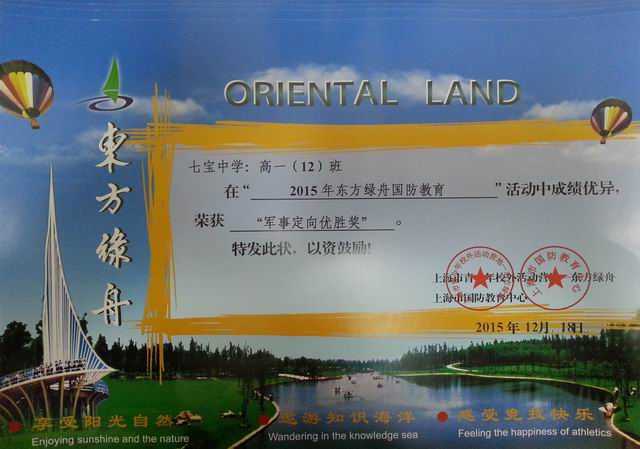 ORIENTAL LAND
東方綠舟
七宝中学：高一（12）班
在“ 2015年东方绿舟国防教育 ”活动中成绩优异，
荣获 “军事定向优胜奖” 。
特发此状，以资鼓励！
上海市青少年校外活动营地 东方绿舟
上海市国防教育中心
2015年12月 18日
享受阳光自然
Enjoying sunshine and the nature
遨游知识海洋
Wandering in the knowledge sea
感受竞技快乐
Feeling the happiness of athletics